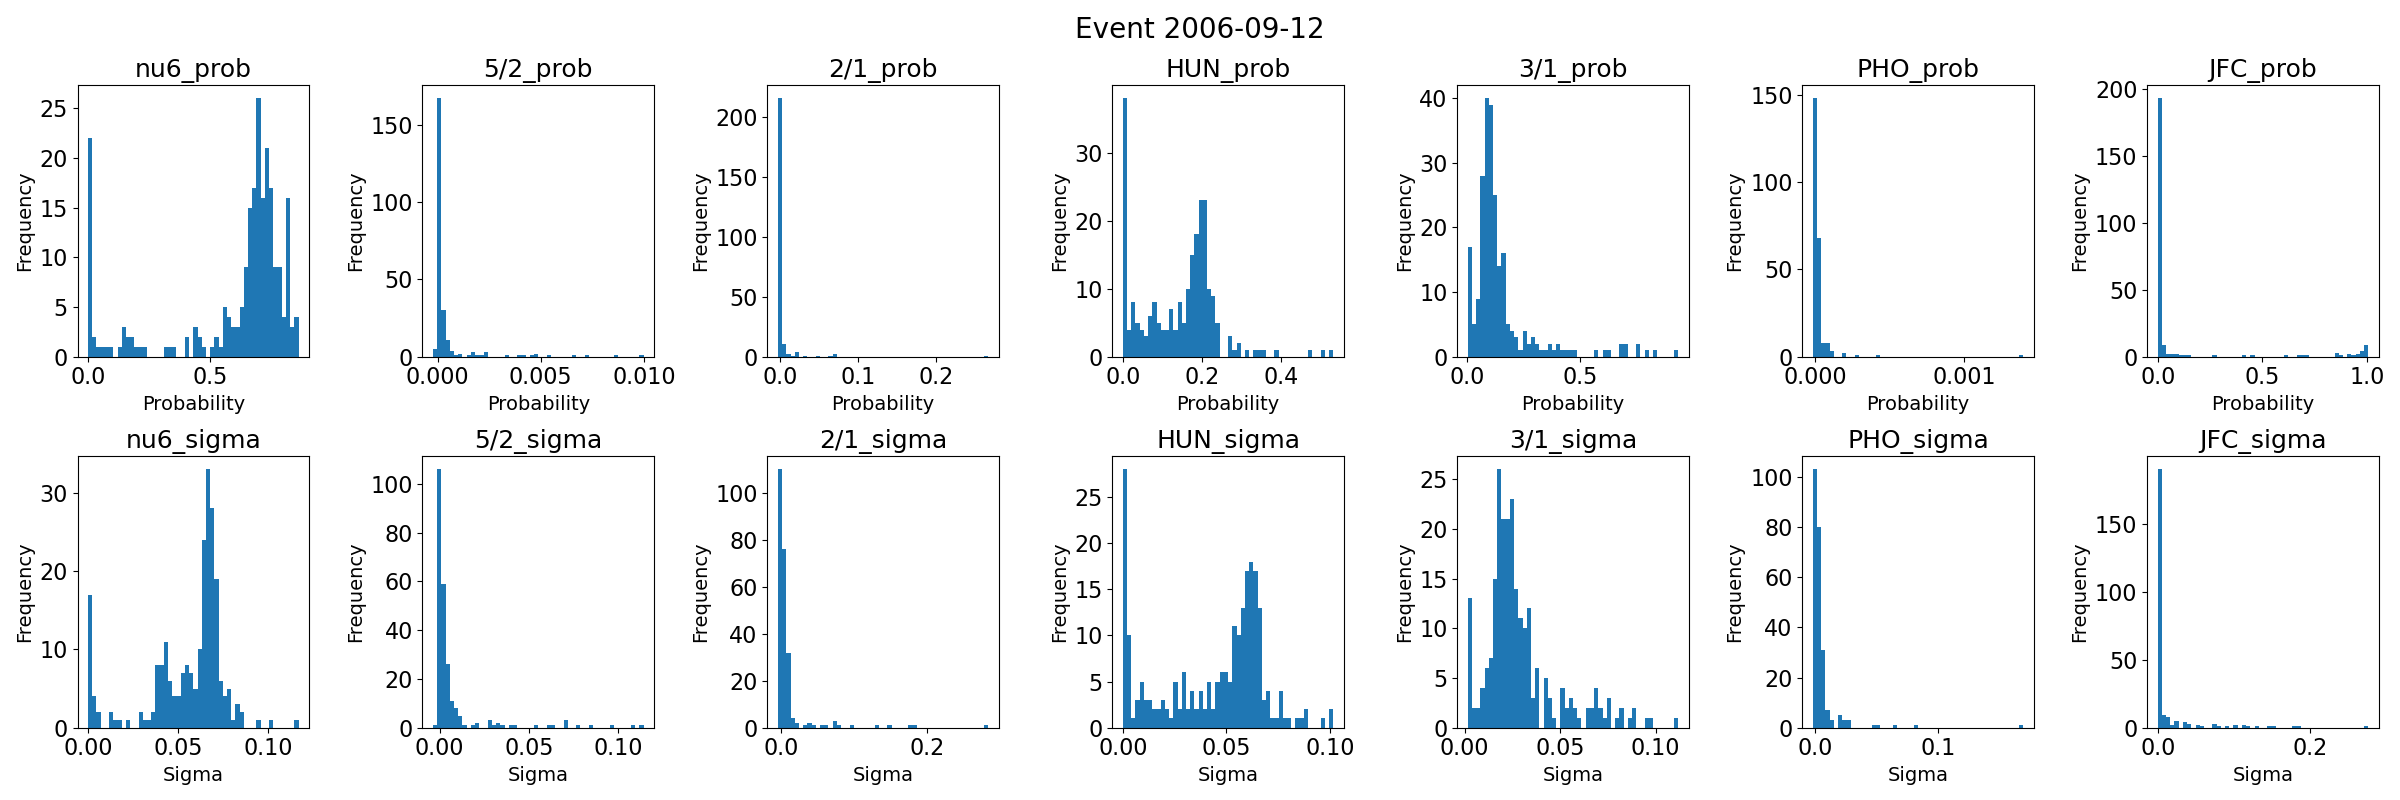 Event 2006-09-12
nu6_prob 5/2_prob 2/1_prob HUN_prob 3/1_prob PHO_prob JFC_prob
Frequency 0 5 10 15 20 25 0.0 0.5 Probability
Frequency 0 50 100 150 0.000 0.005 0.010 Probability
Frequency 0 50 100 150 200 0.0 0.1 0.2 Probability
Frequency 0 10 20 30 0.0 0.2 0.4 Probability
Frequency 0 10 20 30 40 0.0 0.5 Probability
Frequency 0 50 100 150 0.000 0.001 Probability
Frequency 0 50 100 150 200 0.0 0.5 1.0 Probability
nu6_sigma 5/2_sigma 2/1_sigma HUN_sigma 3/1_sigma PHO_sigma JFC_sigma
Frequency 0 10 20 30 0.00 0.05 0.10 Sigma
Frequency 0 20 40 60 80 100 0.00 0.05 0.10 Sigma
Frequency 0 20 40 60 80 100 0.0 0.2 Sigma
Frequency 0 5 10 15 20 25 0.00 0.05 0.10 Sigma
Frequency 0 5 10 15 20 25 0.00 0.05 0.10 Sigma
Frequency 0 20 40 60 80 100 0.0 0.1 Sigma
Frequency 0 50 100 150 0.0 0.2 Sigma